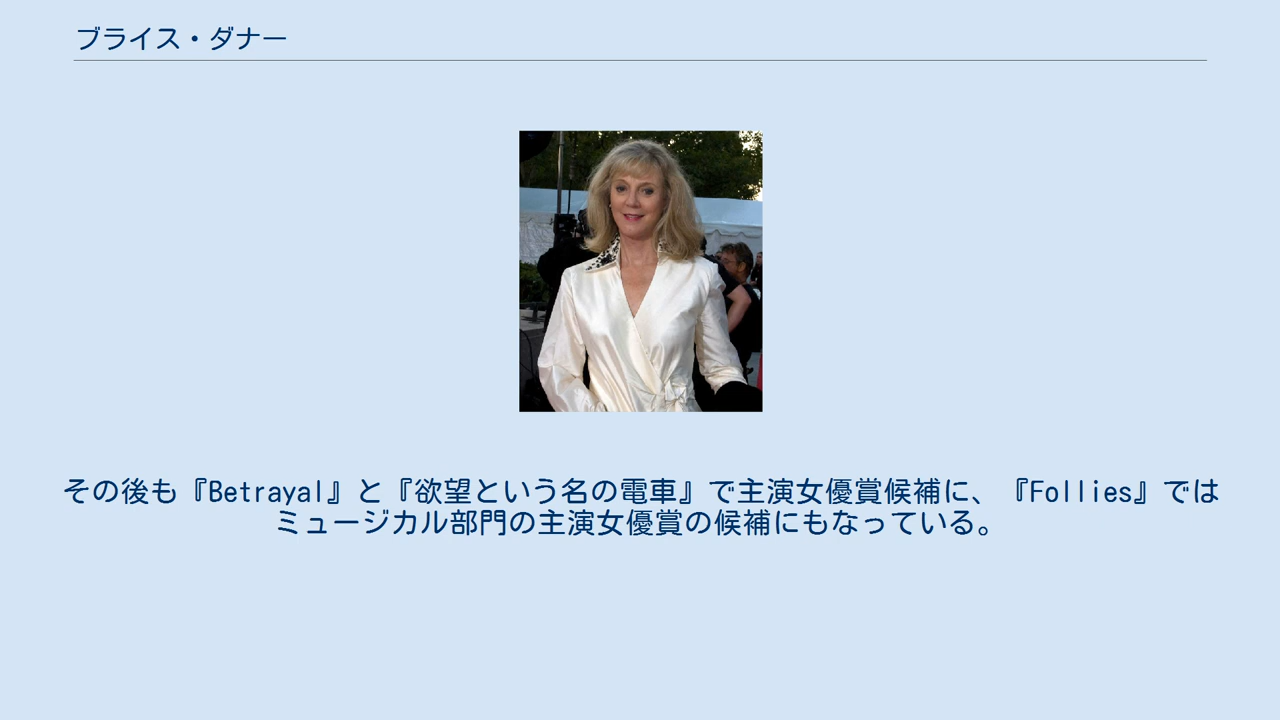 ブライス・ダナー
その後も『Betrayal』と『欲望という名の電車』で主演女優賞候補に、『Follies』では
ミュージカル部門の主演女優賞の候補にもなっている。